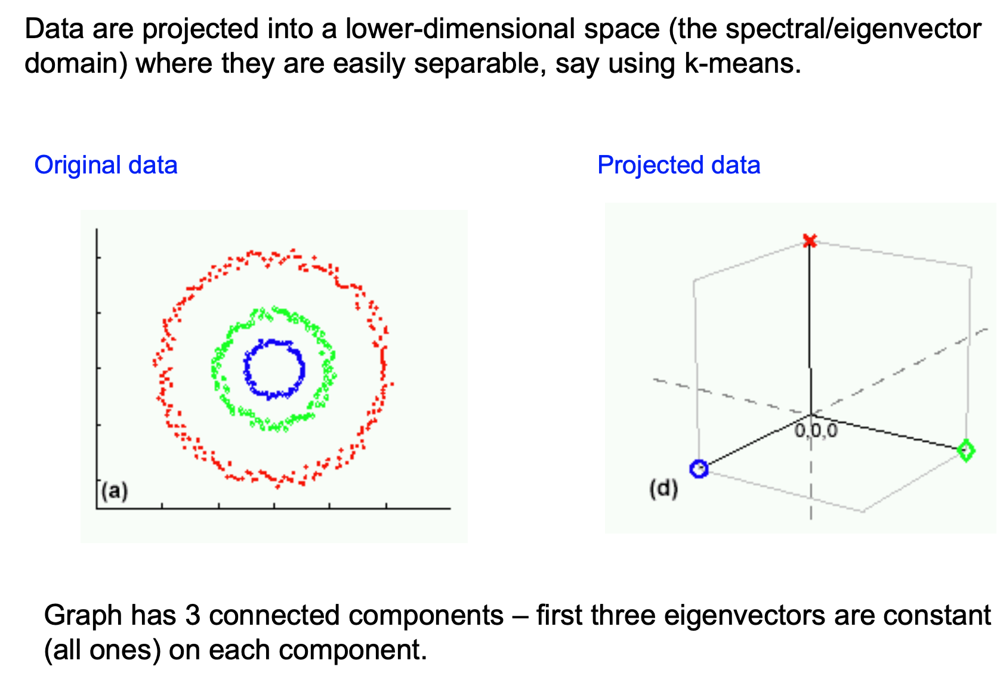 Data are projected into a lower-dimensional space (the spectral/eigenvector
domain) where they are easily separable, say using k-means.
Original data
Projected data
(a)
0,0,0
(d)
Graph has 3 connected components – first three eigenvectors are constant
(all ones) on each component.